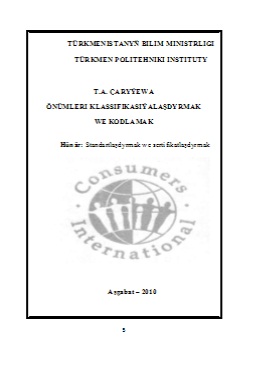 TÜRKMENISTANYŇ BILIM MINISTRLIGI
TÜRKMEN POLITEHNIKI INSTITUTY
T.A. ÇARYÝEWA
ÖNÜMLERI KLASSIFIKASIÝALAŞDYRMAK
WE KODLAMAK
Hünär: Standartlaşdyrmak we sertifikatlaşdyrmak
Consumers
International
Aşgabat – 2010
3